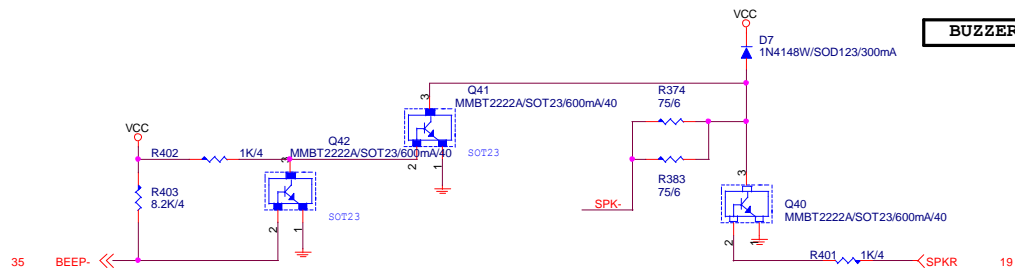 VCC
BUZZER
D7
1N4148W/SOD123/300mA
Q41
MMBT2222A/SOT23/600mA/40
3
R374
75/6
VCC
R402
1K/4
Q42
MMBT2222A/SOT23/600mA/40
SOT23
2
1
3
R403
8.2K/4
R383
75/6
3
SOT23
SPK-
Q40
MMBT2222A/SOT23/600mA/40
2
1
2
1
35
BEEP-
R401
1K/4
SPKR
19